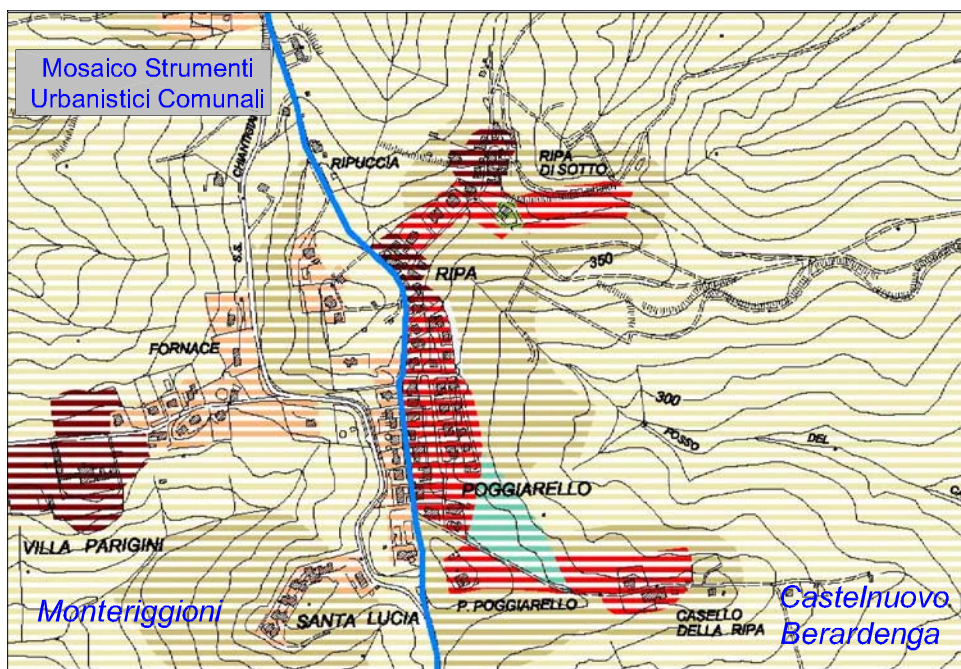 Mosaico Strumenti
Urbanistici Comunali
S.S.
CHIANTIGIANA
RIPUCCIA
RIPA
DI SOTTO
RIPA
350
FORNACE
300
FOSSO
DEL
POGGIARELLO
VILLA PARIGINI
Monteriggioni
SANTA LUCIA
P. POGGIARELLO
CASELLO
DELLA RIPA
Castelnuovo
Berardenga